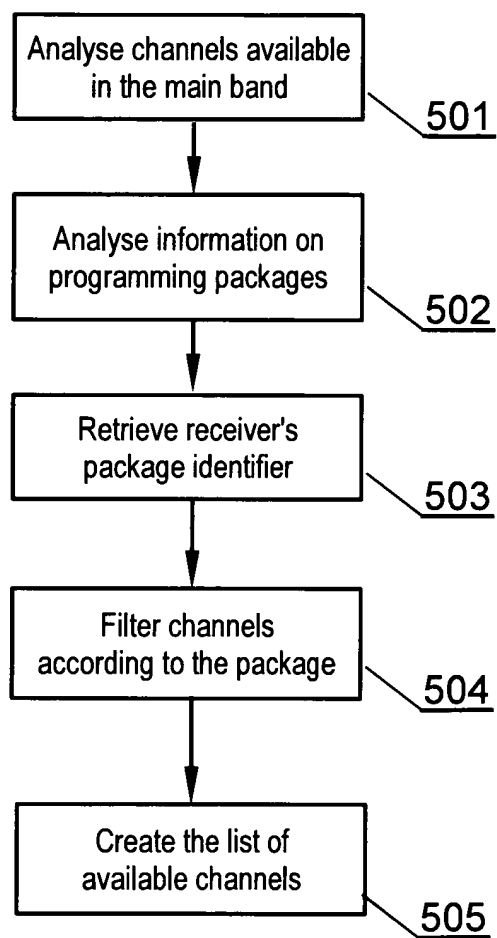 Analyse channels available
in the main band
501
Analyse information on
programming packages
502
Retrieve receiver's
package identifier
503
Filter channels
according to the package
504
Create the list of
available channels
505